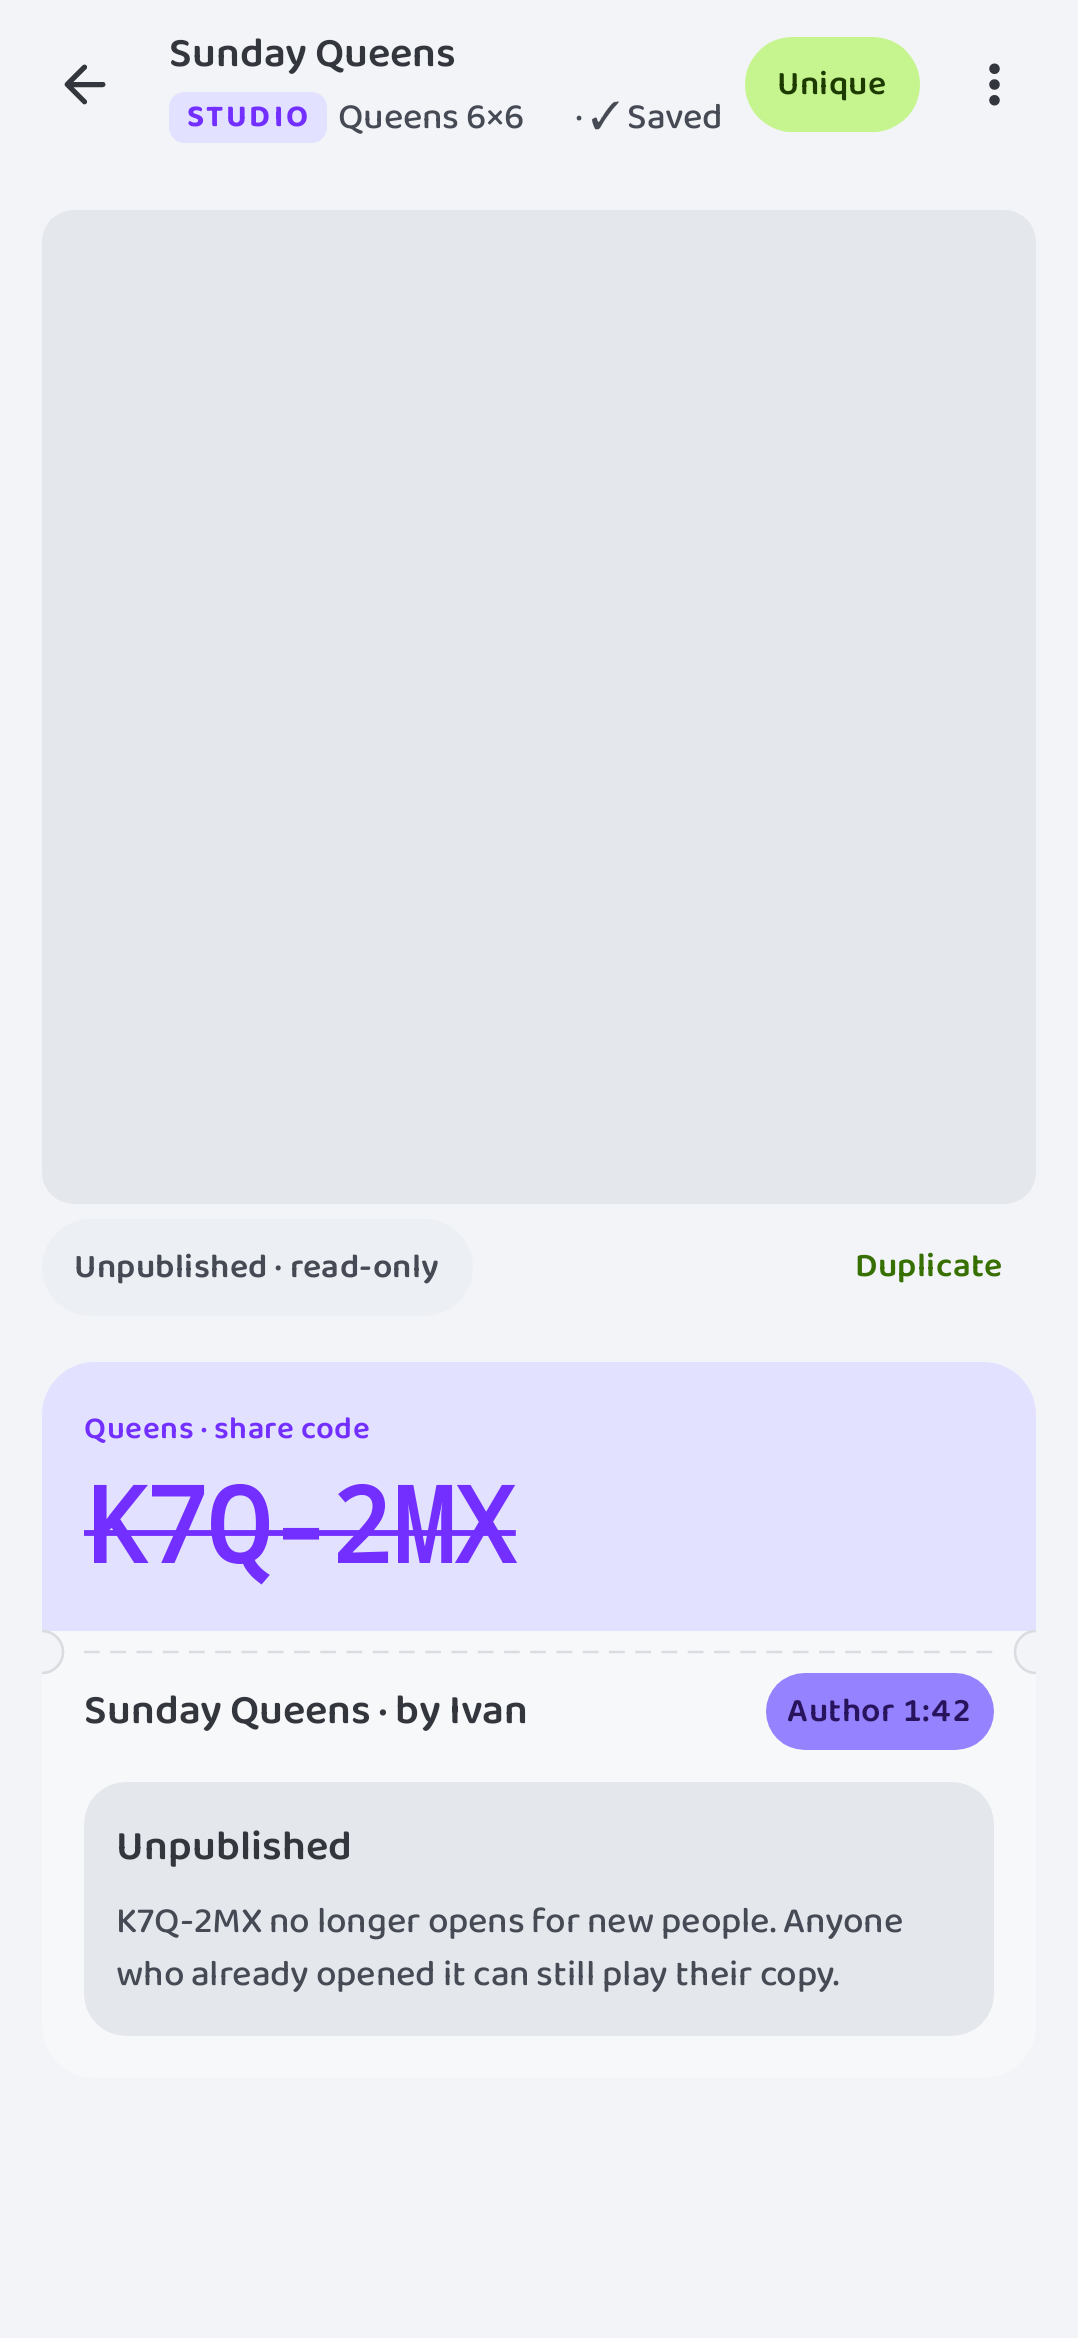 Sunday Queens
Unique
STUDIO Queens 6×6 · ✓ Saved
Unpublished · read-only
Duplicate
Queens · share code
K7Q-2MX
Sunday Queens · by Ivan
Author 1:42
Unpublished
K7Q-2MX no longer opens for new people. Anyone
who already opened it can still play their copy.